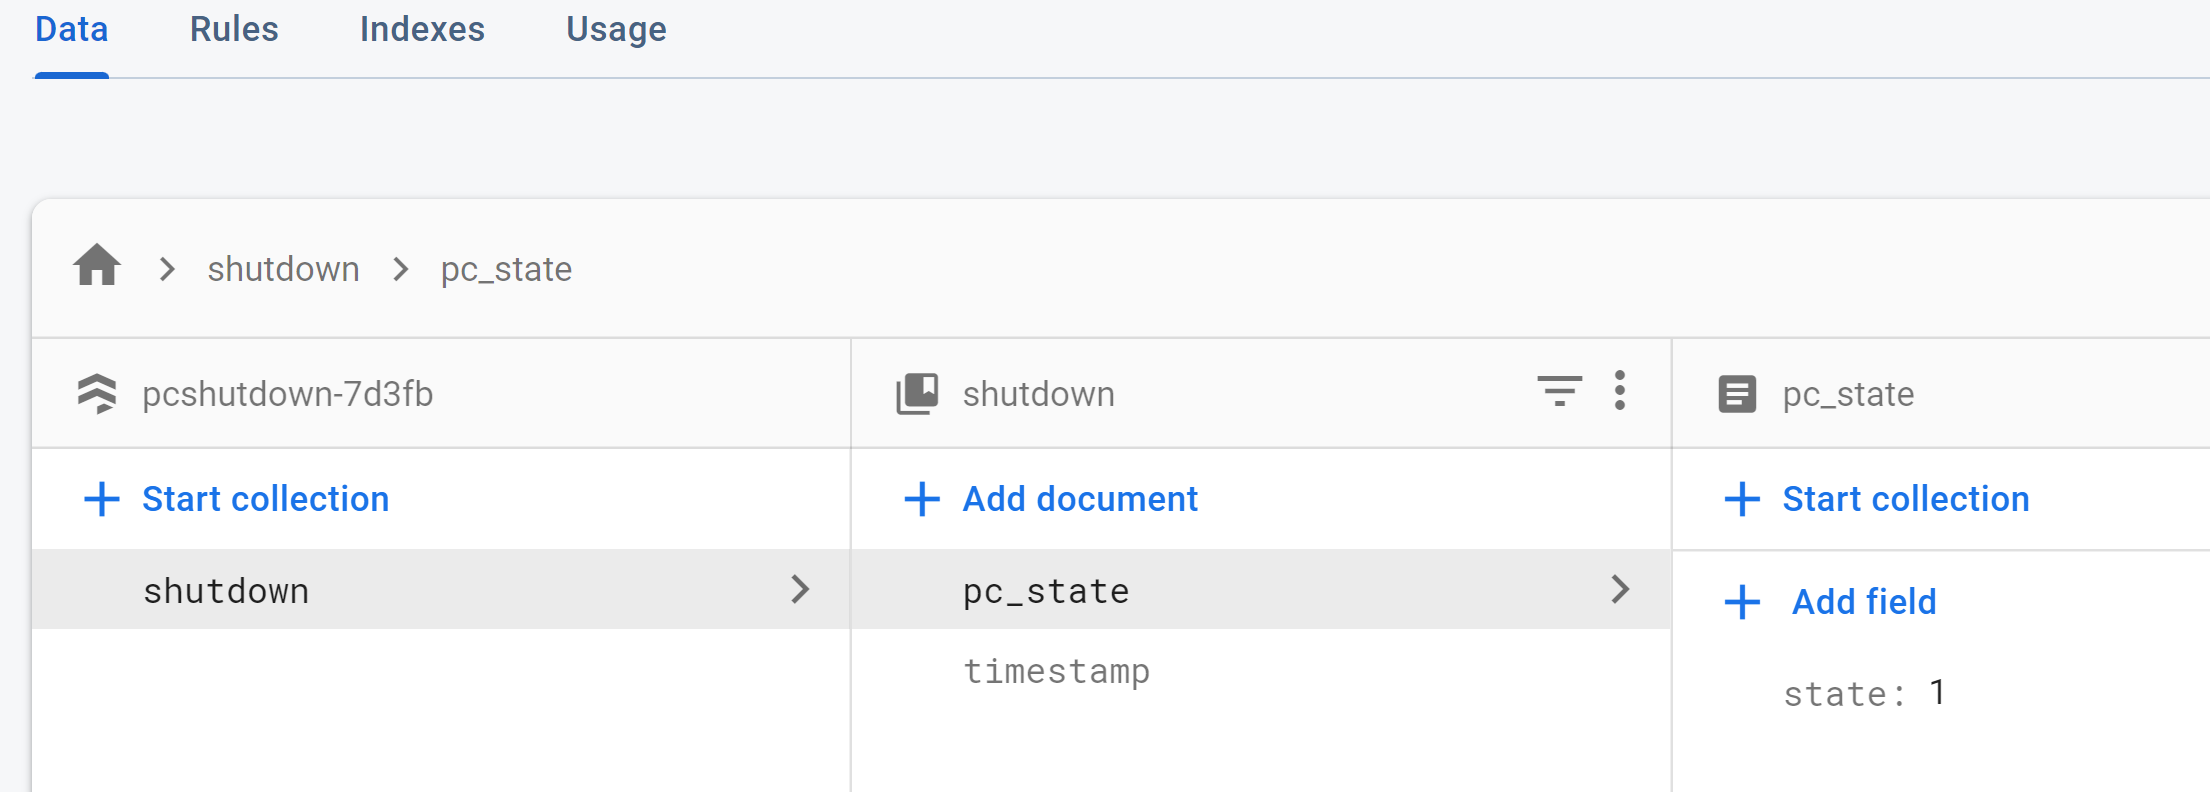 Data Rules Indexes Usage
shutdown pc_state
pcshutdown-7d3fb shutdown pc_state
Start collection Add document Start collection
shutdown pc_state Add field
timestamp state: 1